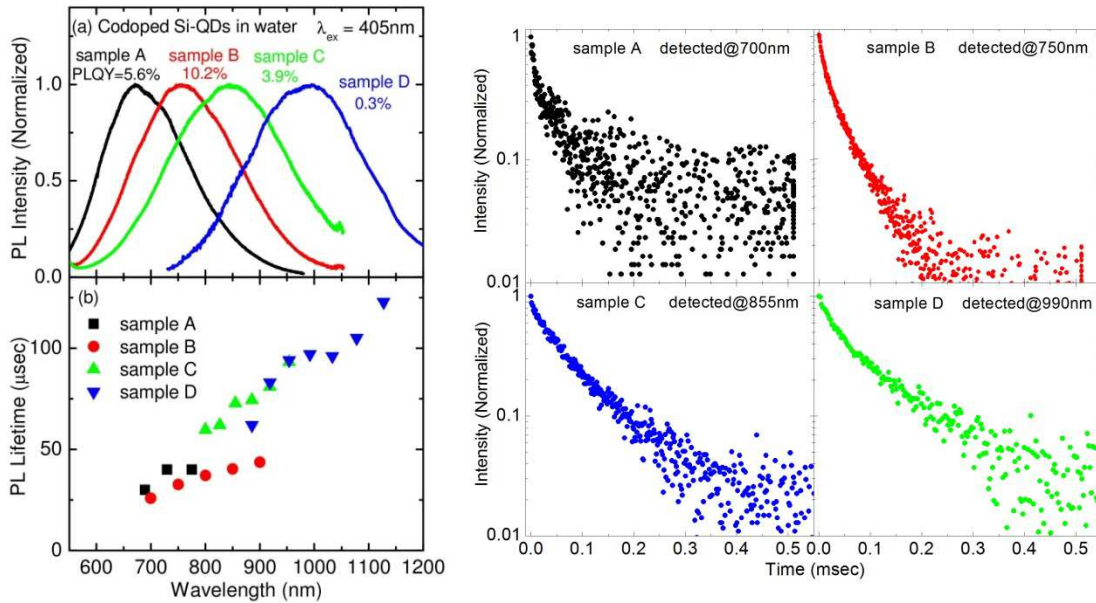 (a) Codoped Si-QDs in water λex = 405nm
sample A
PLQY=5.6%
sample B
10.2%
sample C
3.9%
sample D
0.3%
PL Intensity (Normalized)
1.0
0.5
0.0
(b)
sample A
sample B
sample C
sample D
PL Lifetime (μsec)
100
50
0
600 700 800 900 1000 1100 1200
Wavelength (nm)
sample A detected@700nm
Intensity (Normalized)
1
0.1
0.01
sample B detected@750nm
sample C detected@855nm
Intensity (Normalized)
1
0.1
0.01
0.0 0.1 0.2 0.3 0.4 0.5
sample D detected@990nm
0.0 0.1 0.2 0.3 0.4 0.5
Time (msec)